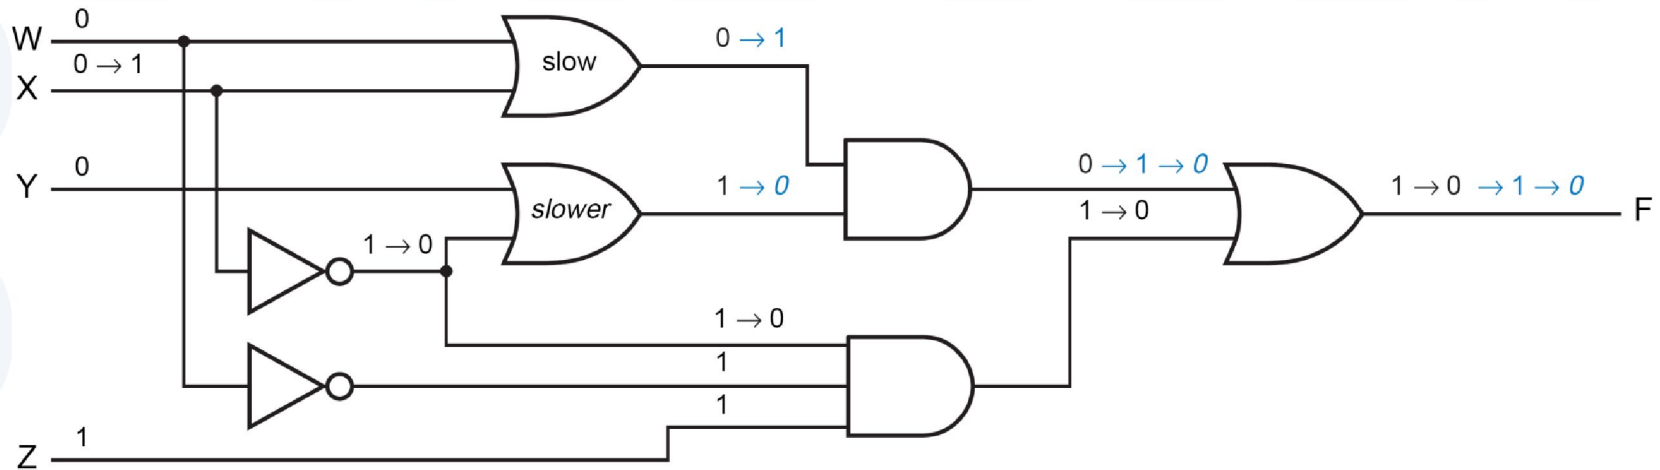 W
0
X
0 → 1
slow
0 → 1
Y
0
slower
1 → 0
0 → 1 → 0
1 → 0
1 → 0 → 1 → 0
F
1 → 0
1 → 0
1
1
Z
1